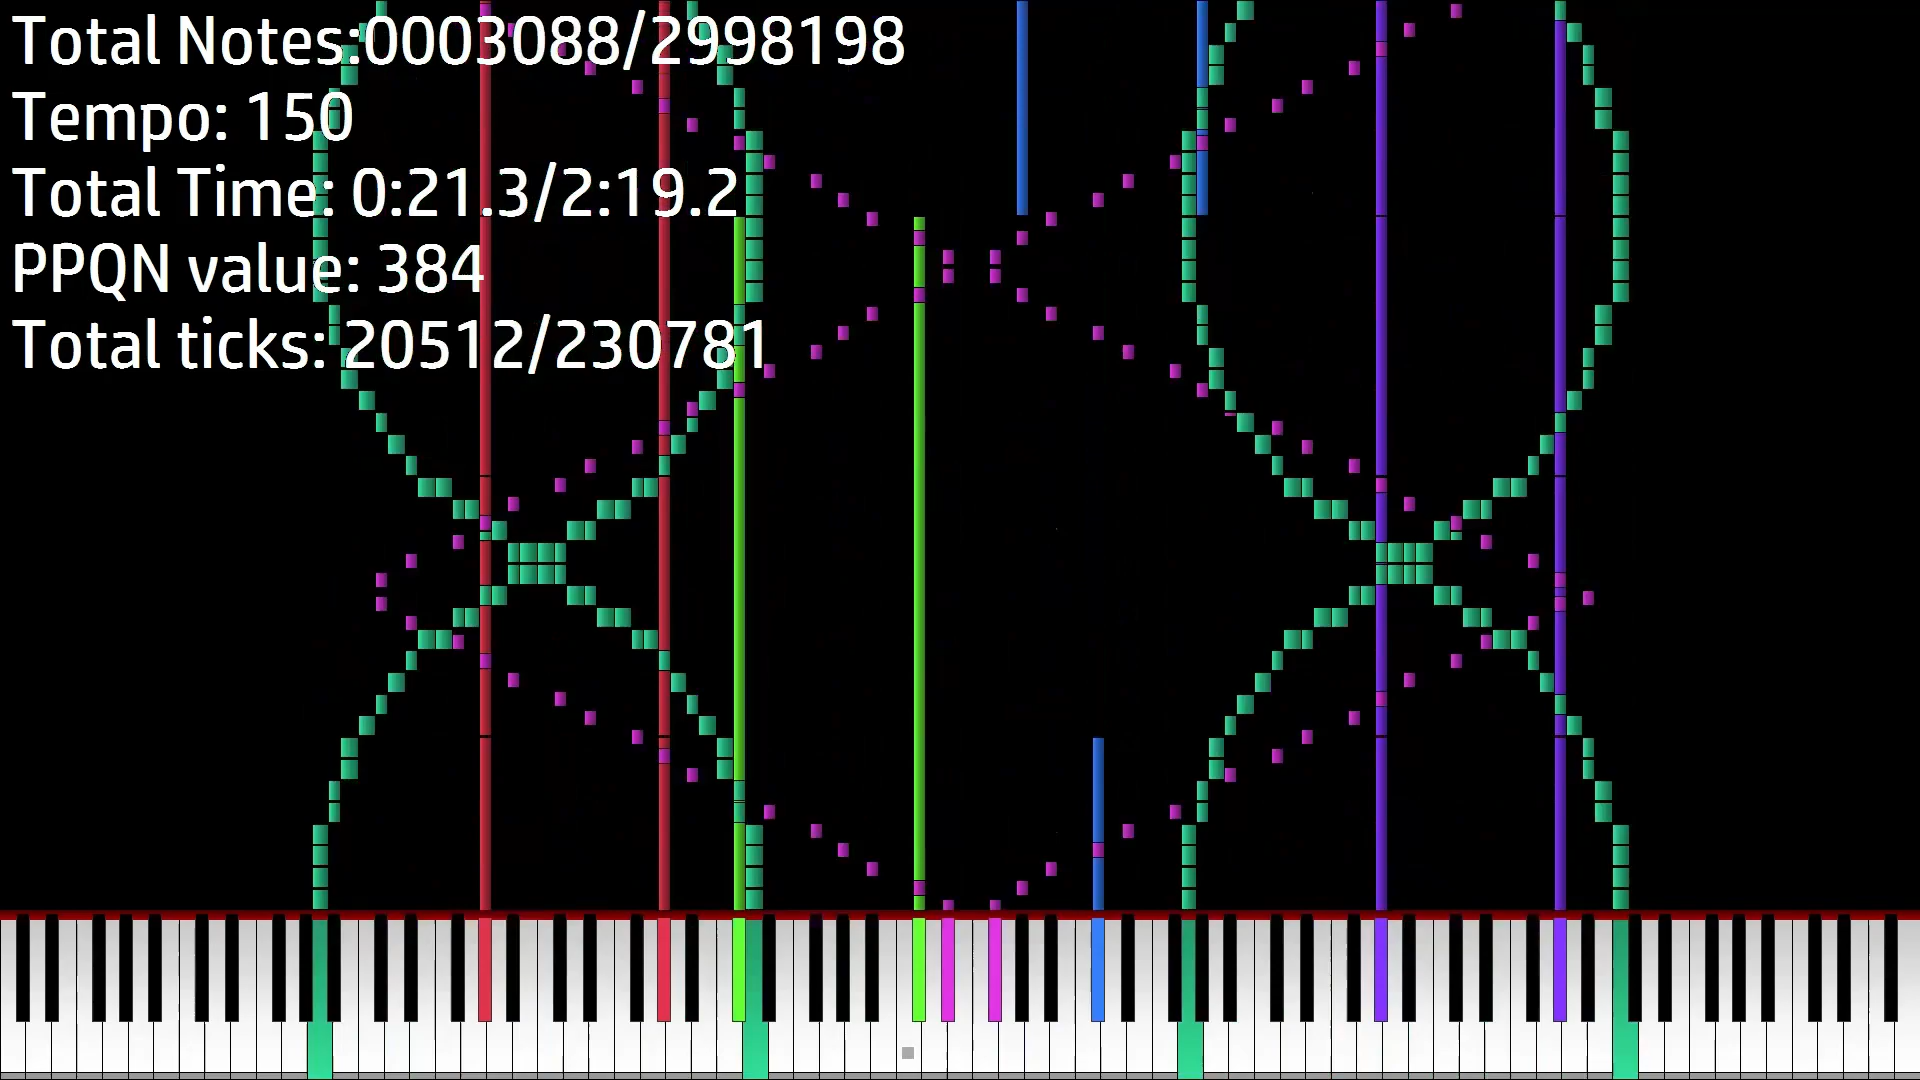 Total Notes:0003088/2998198
Tempo: 150
Total Time: 0:21.3/2:19.2
PPQN value: 384
Total ticks: 20512/230781